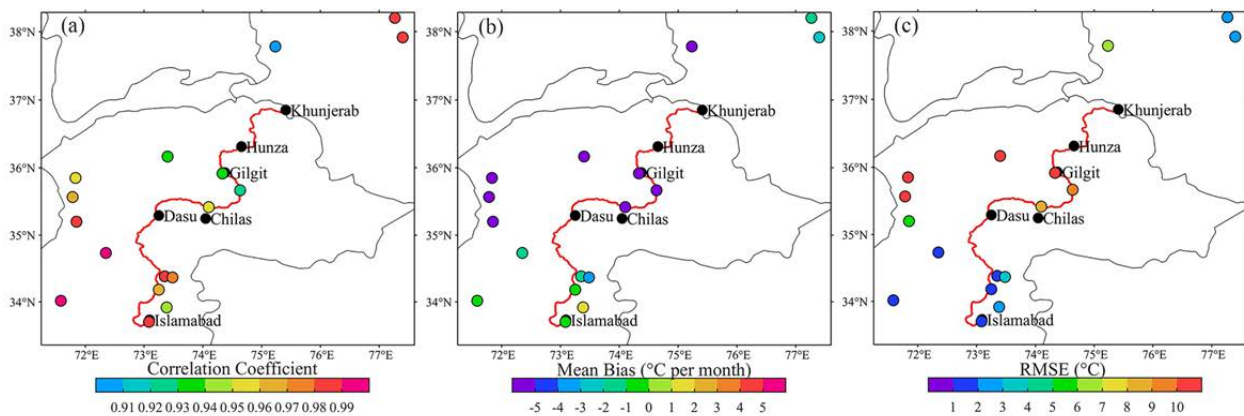 (a)
(b)
(c)
38°N
37°N
36°N
35°N
34°N
72°E 73°E 74°E 75°E 76°E 77°E
Khunjerab
Hunza
Gilgit
Dasu
Chilas
Islamabad
Correlation Coefficient
0.91 0.92 0.93 0.94 0.95 0.96 0.97 0.98 0.99
38°N
37°N
36°N
35°N
34°N
72°E 73°E 74°E 75°E 76°E 77°E
Khunjerab
Hunza
Gilgit
Dasu
Chilas
Islamabad
Mean Bias (°C per month)
-5 -4 -3 -2 -1 0 1 2 3 4 5
38°N
37°N
36°N
35°N
34°N
72°E 73°E 74°E 75°E 76°E 77°E
Khunjerab
Hunza
Gilgit
Dasu
Chilas
Islamabad
RMSE (°C)
1 2 3 4 5 6 7 8 9 10